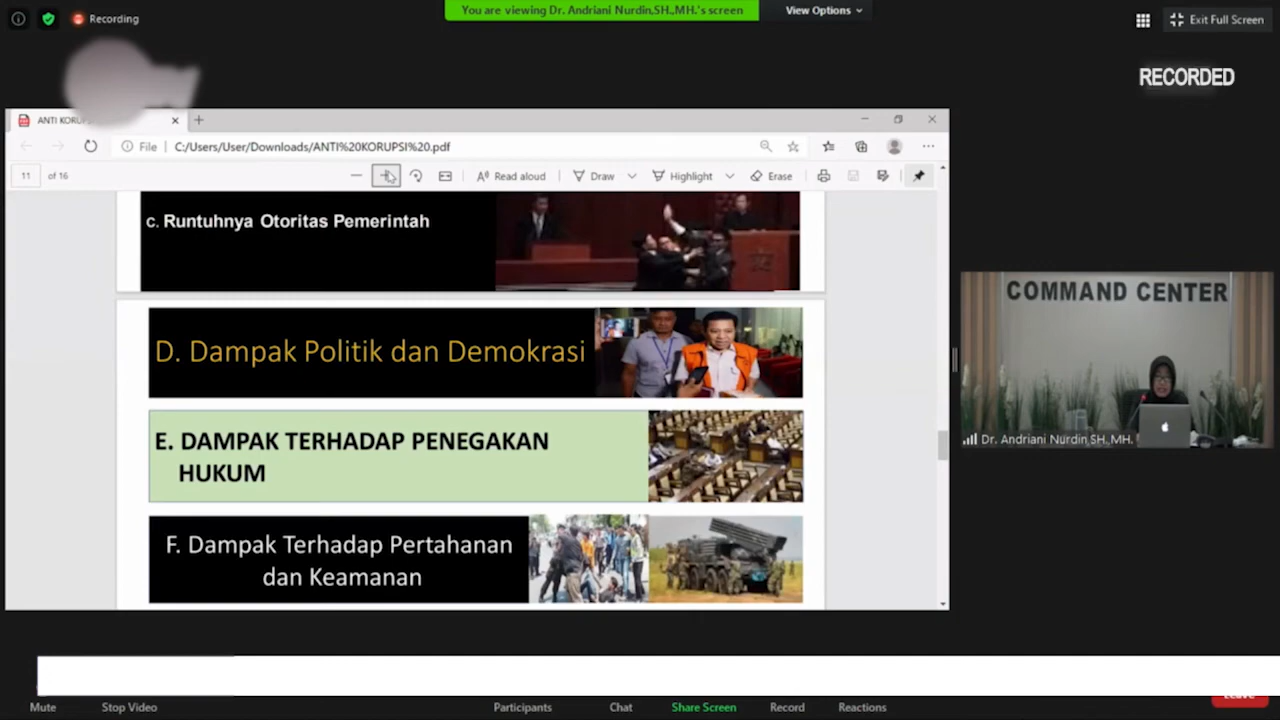 Recording
You are viewing Dr. Andriani Nurdin,SH.,MH.'s screen
View Options
Exit Full Screen
RECORDED
File
C:/Users/User/Downloads/ANTI%20KORUPSI%20.pdf
11
of 16
Read aloud
Draw
Highlight
Erase
c. Runtuhnya Otoritas Pemerintah
D. Dampak Politik dan Demokrasi
E. DAMPAK TERHADAP PENEGAKAN
HUKUM
F. Dampak Terhadap Pertahanan
dan Keamanan
COMMAND CENTER
Dr. Andriani Nurdin,SH.,MH.
Mute
Stop Video
Participants
Chat
Share Screen
Record
Reactions
Leave